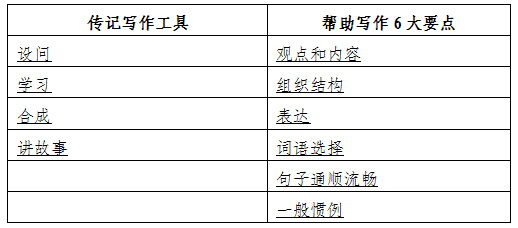 传记写作工具 帮助写作6大要点
设问 观点和内容
学习 组织结构
合成 表达
讲故事 词语选择
句子通顺流畅
一般惯例